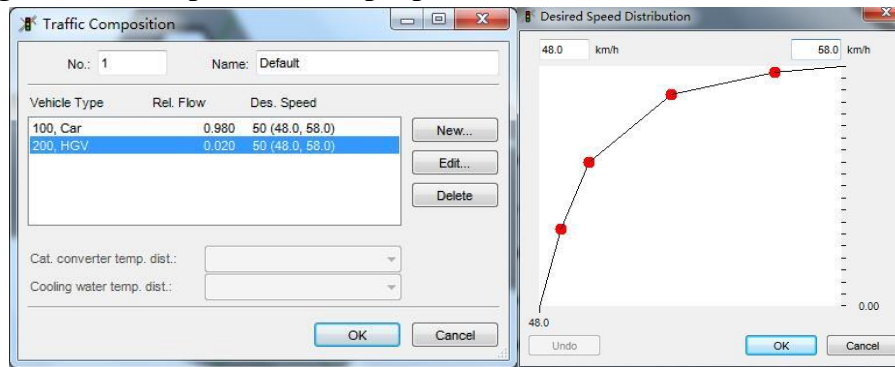 Traffic Composition
No.: 1 Name: Default
Vehicle Type Rel. Flow Des. Speed
100, Car 0.980 50 (48.0, 58.0)
200, HGV 0.020 50 (48.0, 58.0)
New...
Edit...
Delete
Cat. converter temp. dist.:
Cooling water temp. dist.:
OK Cancel
Desired Speed Distribution
48.0 km/h 58.0 km/h
0.00
48.0
Undo OK Cancel